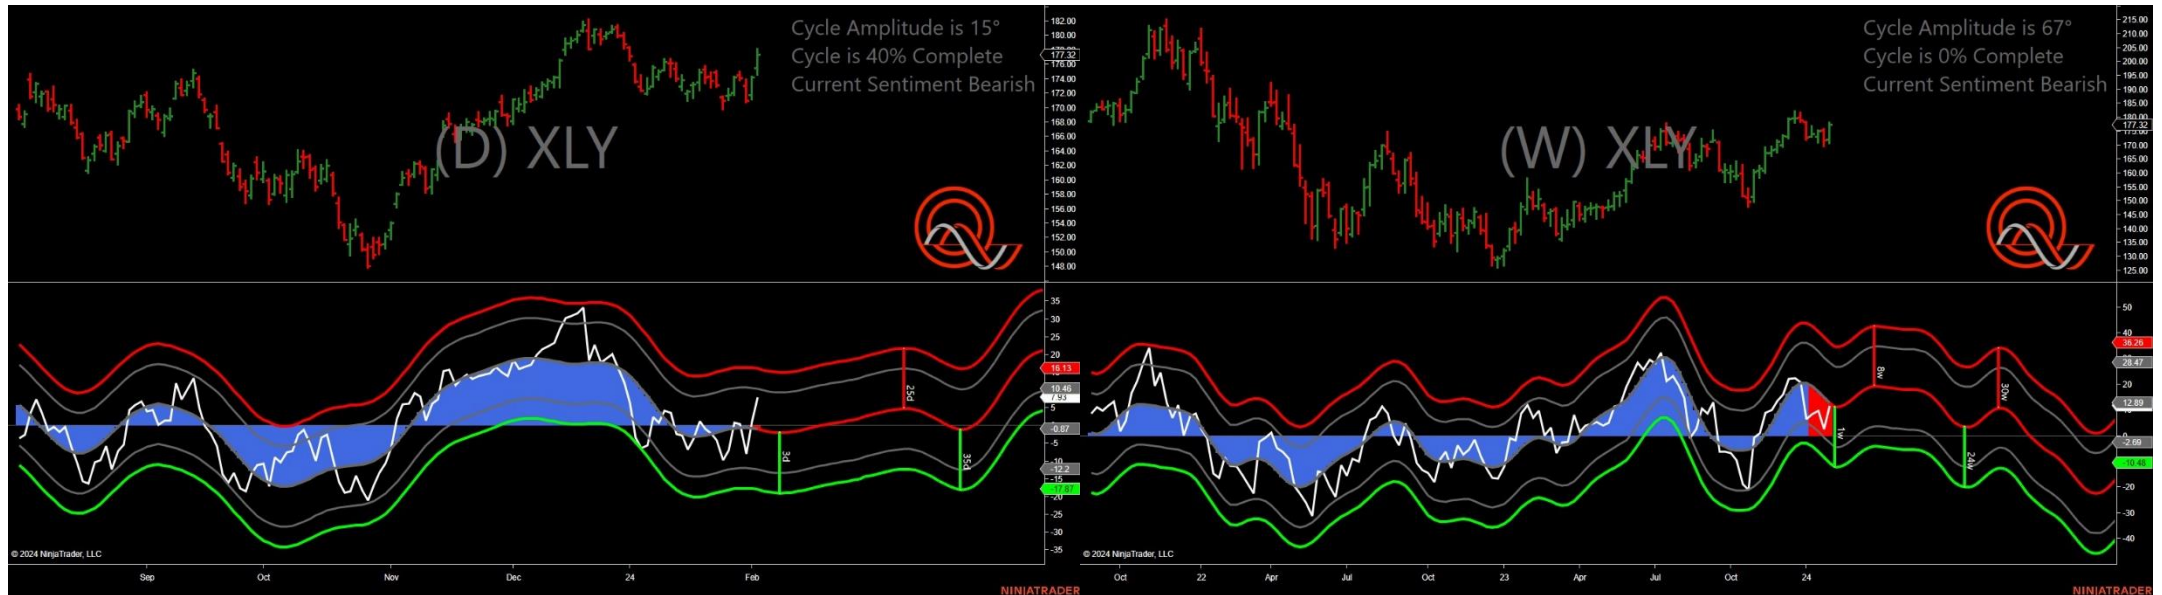 Cycle Amplitude is 15°
Cycle is 40% Complete
Current Sentiment Bearish
(D) XLY
182.00
180.00
177.32
176.00
174.00
172.00
170.00
168.00
166.00
164.00
162.00
160.00
158.00
156.00
154.00
152.00
150.00
148.00
35
30
25
20
16.13
10.46
7.93
5
-0.87
-5
-12.2
-15
-17.87
-20
-25
-30
-35
3d
25d
35d
© 2024 NinjaTrader, LLC
Sep
Oct
Nov
Dec
24
Feb
NINJATRADER
Cycle Amplitude is 67°
Cycle is 0% Complete
Current Sentiment Bearish
(W) XLY
215.00
210.00
205.00
200.00
195.00
190.00
185.00
180.00
177.32
175.00
170.00
165.00
160.00
155.00
150.00
145.00
140.00
135.00
130.00
125.00
50
40
36.26
28.47
20
12.89
-2.69
-10.48
-20
-30
-40
1w
8w
24w
30w
© 2024 NinjaTrader, LLC
Oct
22
Apr
Jul
Oct
23
Apr
Jul
Oct
24
NINJATRADER